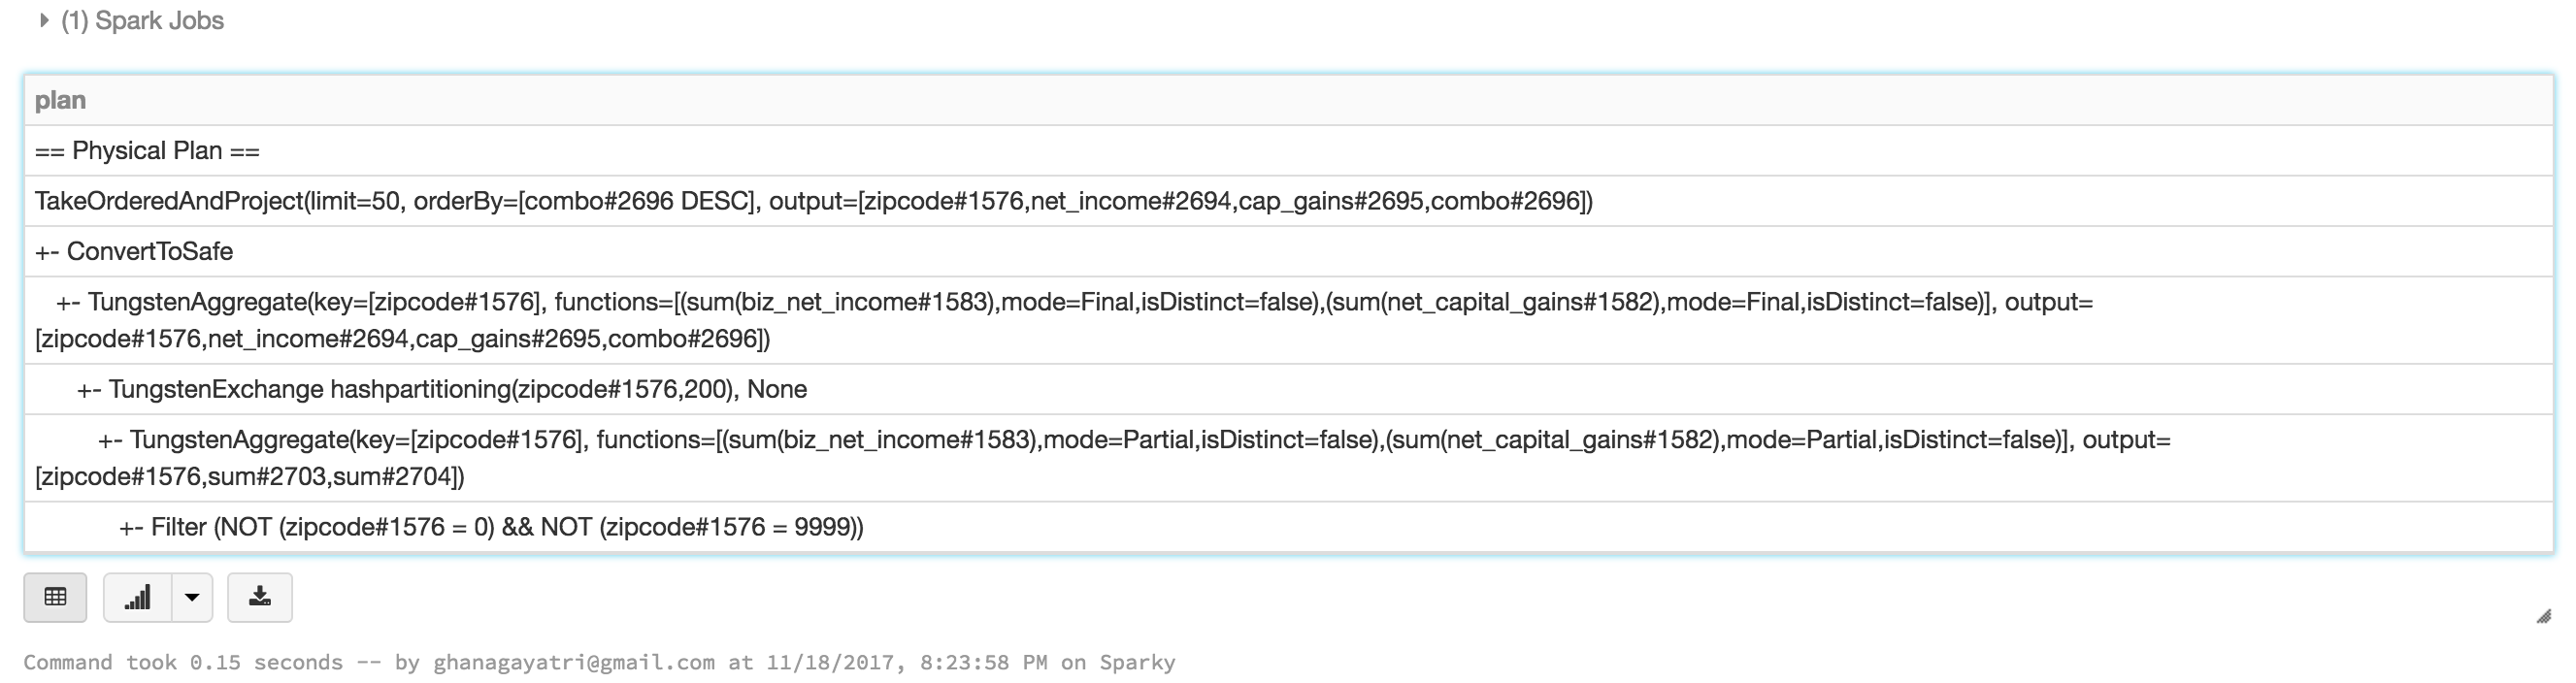 (1) Spark Jobs
plan
== Physical Plan ==
TakeOrderedAndProject(limit=50, orderBy=[combo#2696 DESC], output=[zipcode#1576,net_income#2694,cap_gains#2695,combo#2696])
+- ConvertToSafe
+- TungstenAggregate(key=[zipcode#1576], functions=[(sum(biz_net_income#1583),mode=Final,isDistinct=false),(sum(net_capital_gains#1582),mode=Final,isDistinct=false)], output=
[zipcode#1576,net_income#2694,cap_gains#2695,combo#2696])
+- TungstenExchange hashpartitioning(zipcode#1576,200), None
+- TungstenAggregate(key=[zipcode#1576], functions=[(sum(biz_net_income#1583),mode=Partial,isDistinct=false),(sum(net_capital_gains#1582),mode=Partial,isDistinct=false)], output=
[zipcode#1576,sum#2703,sum#2704])
+- Filter (NOT (zipcode#1576 = 0) && NOT (zipcode#1576 = 9999))
Command took 0.15 seconds -- by ghanagayatri@gmail.com at 11/18/2017, 8:23:58 PM on Sparky